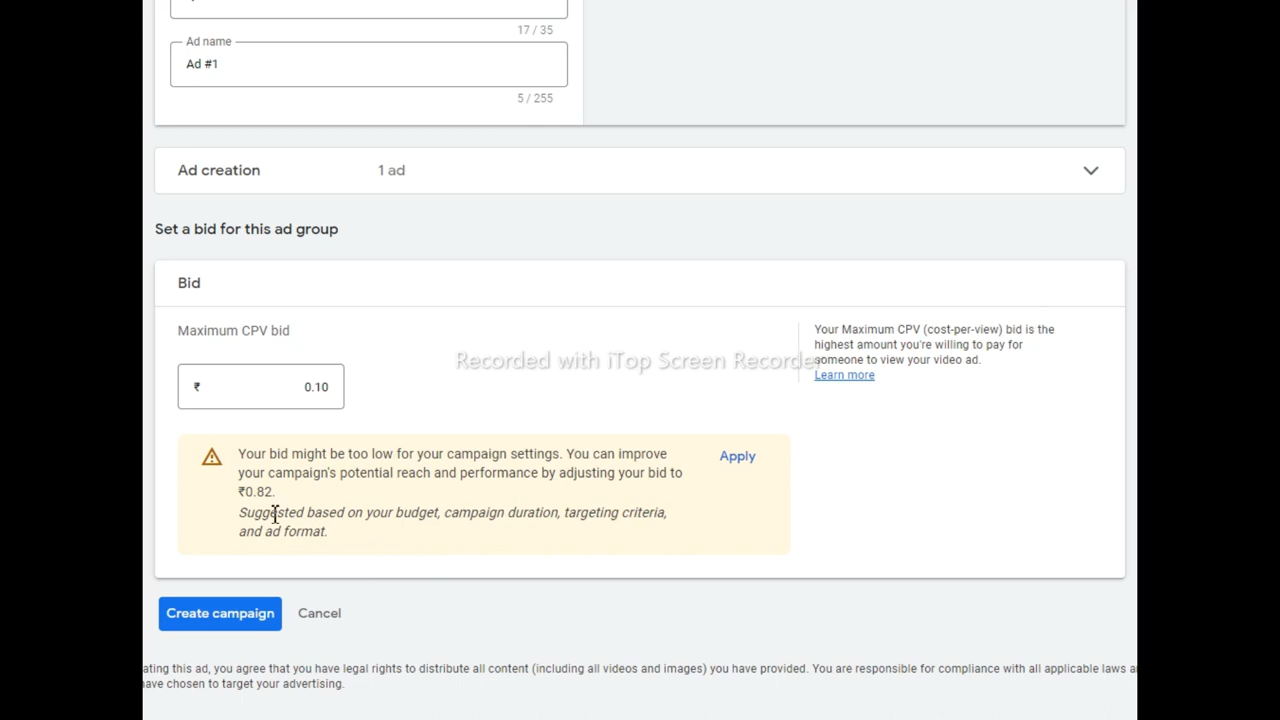 17 / 35
Ad name
Ad #1
5 / 255
Ad creation
1 ad
Set a bid for this ad group
Bid
Maximum CPV bid
₹ 0.10
Your Maximum CPV (cost-per-view) bid is the
highest amount you're willing to pay for
someone to view your video ad.
Learn more
Recorded with iTop Screen Recorder
Your bid might be too low for your campaign settings. You can improve
your campaign's potential reach and performance by adjusting your bid to
₹0.82.
Suggested based on your budget, campaign duration, targeting criteria,
and ad format.
Apply
Create campaign
Cancel
ating this ad, you agree that you have legal rights to distribute all content (including all videos and images) you have provided. You are responsible for compliance with all applicable laws
have chosen to target your advertising.